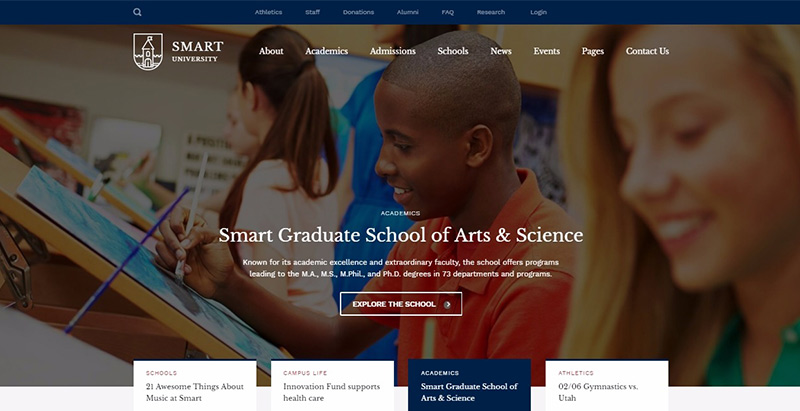 Athletics Staff Donations Alumni FAQ Research Login
SMART
UNIVERSITY
About Academics Admissions Schools News Events Pages Contact Us
ACADEMICS
Smart Graduate School of Arts & Science
Known for its academic excellence and extraordinary faculty, the school offers programs
leading to the M.A., M.S., M.Phil., and Ph.D. degrees in 73 departments and programs.
EXPLORE THE SCHOOL
SCHOOLS
21 Awesome Things About
Music at Smart
CAMPUS LIFE
Innovation Fund supports
health care
ACADEMICS
Smart Graduate School of
Arts & Science
ATHLETICS
02/06 Gymnastics vs.
Utah